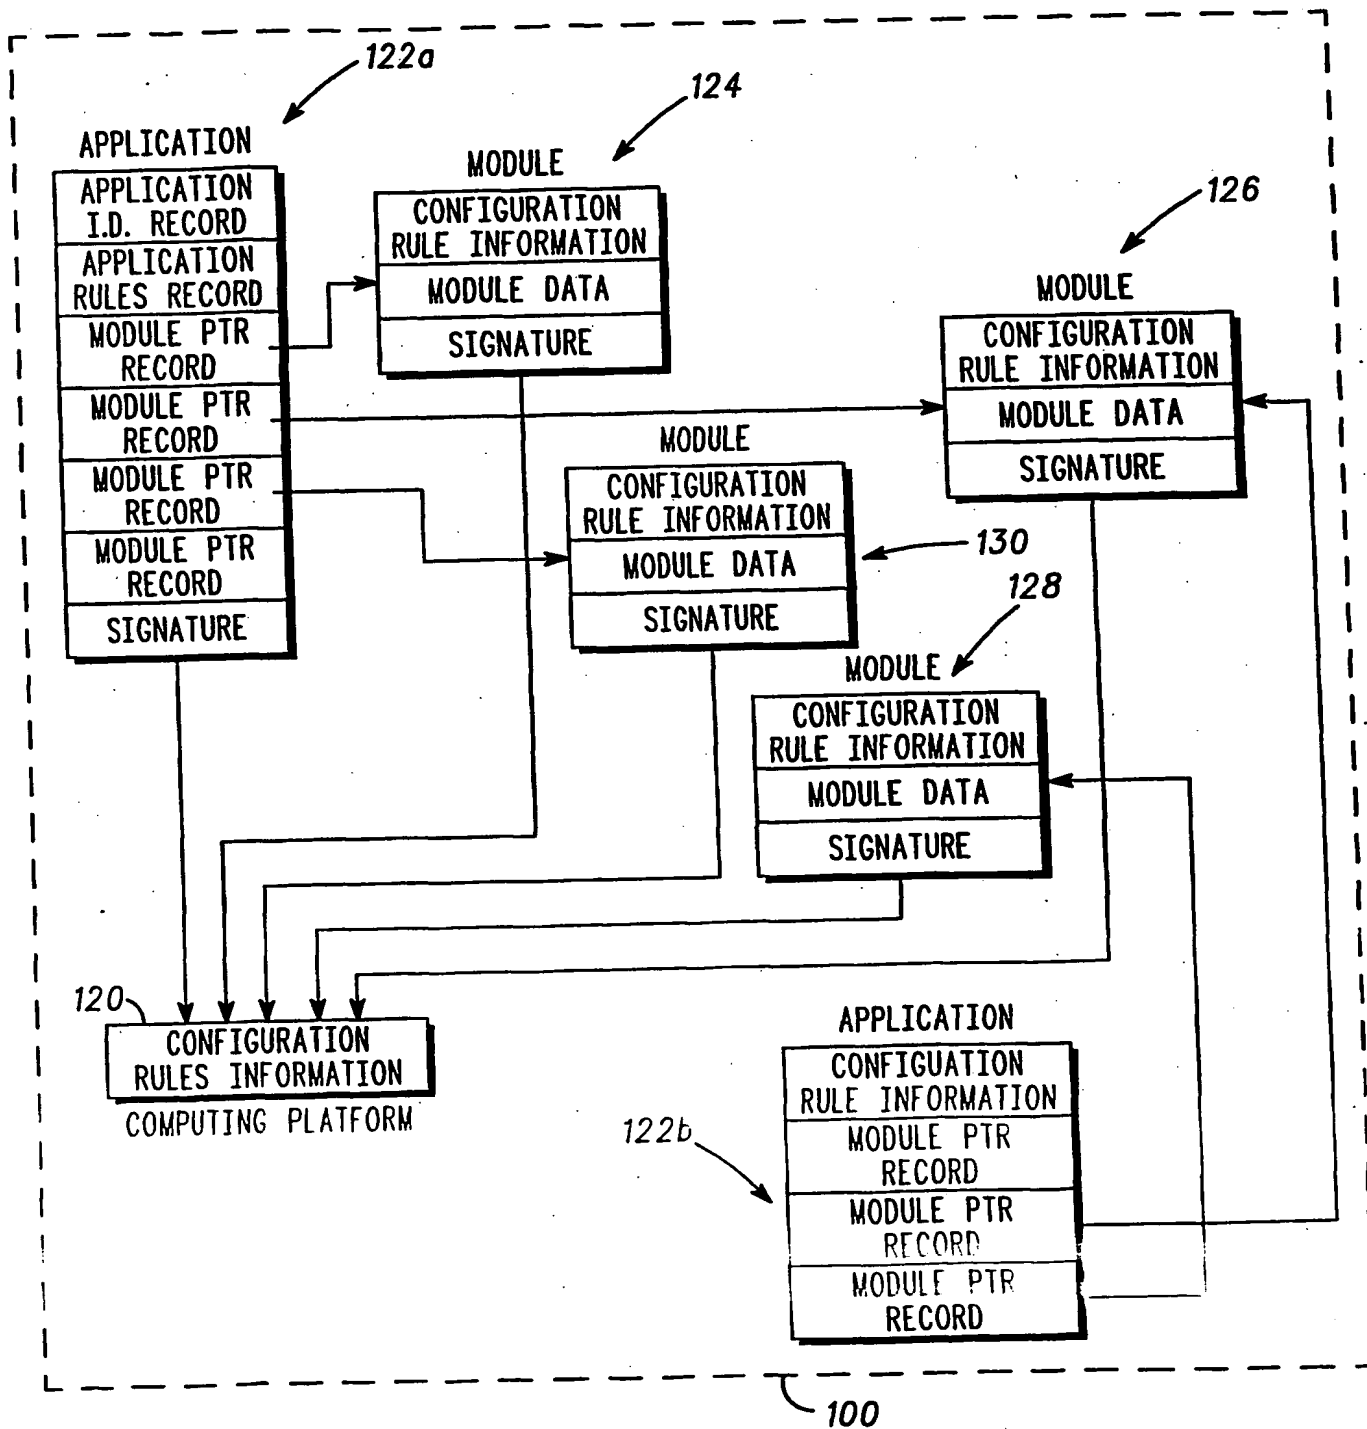 122a
APPLICATION
APPLICATION
I.D. RECORD
APPLICATION
RULES RECORD
MODULE PTR
RECORD
MODULE PTR
RECORD
MODULE PTR
RECORD
MODULE PTR
RECORD
SIGNATURE
124
MODULE
CONFIGURATION
RULE INFORMATION
MODULE DATA
SIGNATURE
126
MODULE
CONFIGURATION
RULE INFORMATION
MODULE DATA
SIGNATURE
MODULE
CONFIGURATION
RULE INFORMATION
MODULE DATA
SIGNATURE
130
128
MODULE
CONFIGURATION
RULE INFORMATION
MODULE DATA
SIGNATURE
120
CONFIGURATION
RULES INFORMATION
COMPUTING PLATFORM
APPLICATION
CONFIGUATION
RULE INFORMATION
MODULE PTR
RECORD
MODULE PTR
RECORD
MODULE PTR
RECORD
122b
100